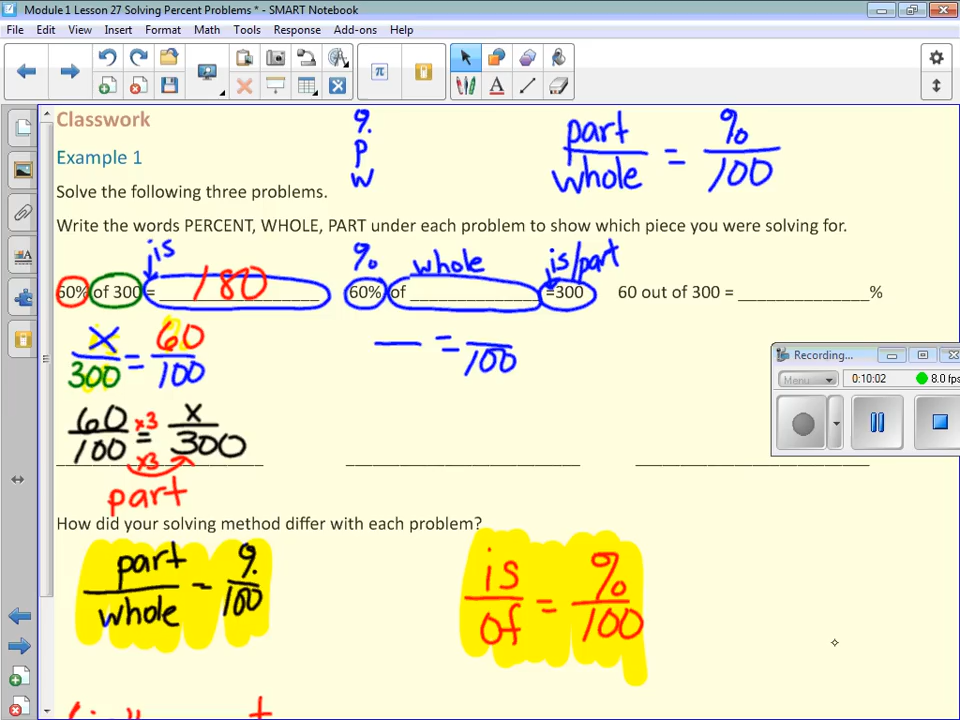 Module 1 Lesson 27 Solving Percent Problems * - SMART Notebook
File Edit View Insert Format Math Tools Response Add-ons Help
Classwork
Example 1
%
P
W
part/whole = %/100
Solve the following three problems.
Write the words PERCENT, WHOLE, PART under each problem to show which piece you were solving for.
is
% whole is/part
60% of 300 = 180
60% of ________________ =300
60 out of 300 = ________________%
x/300 = 60/100
__ = __/100
60/100 = x/300
x3
x3
part
How did your solving method differ with each problem?
part/whole = %/100
is/of = %/100
Recording...
Menu
0:10:02
8.0 fps